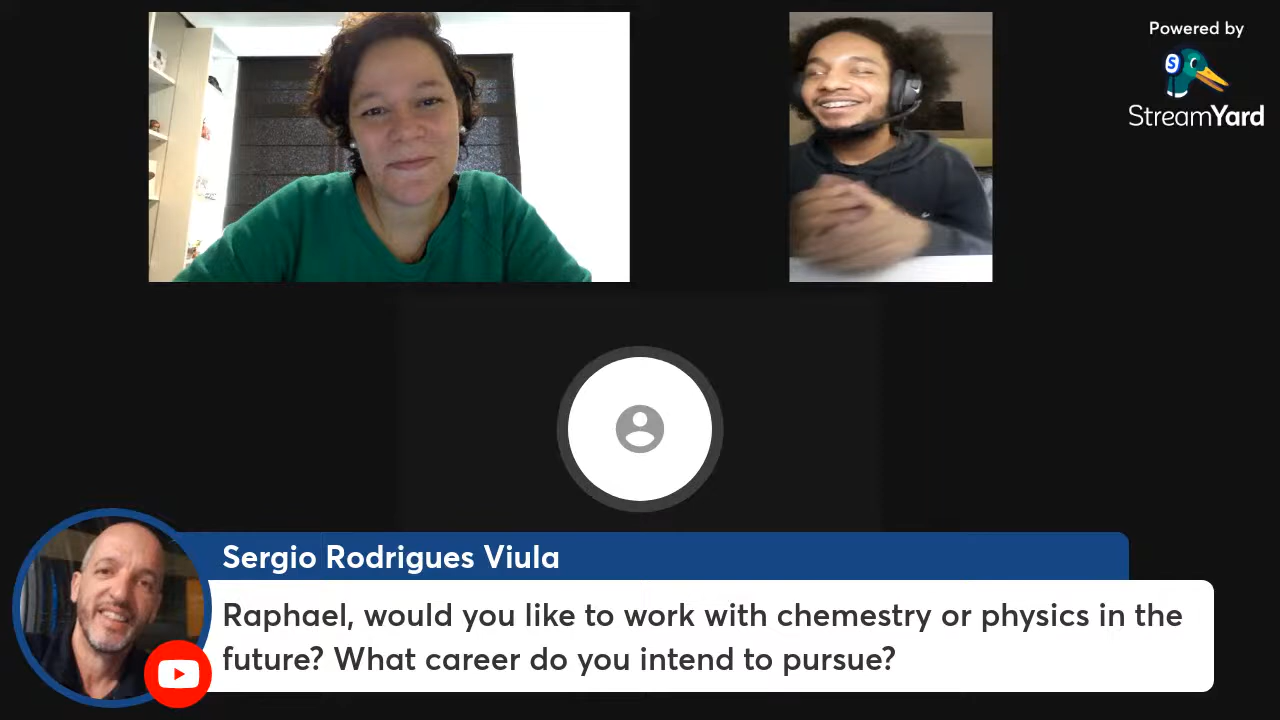 Powered by
S
StreamYard
Sergio Rodrigues Viula
Raphael, would you like to work with chemestry or physics in the
future? What career do you intend to pursue?